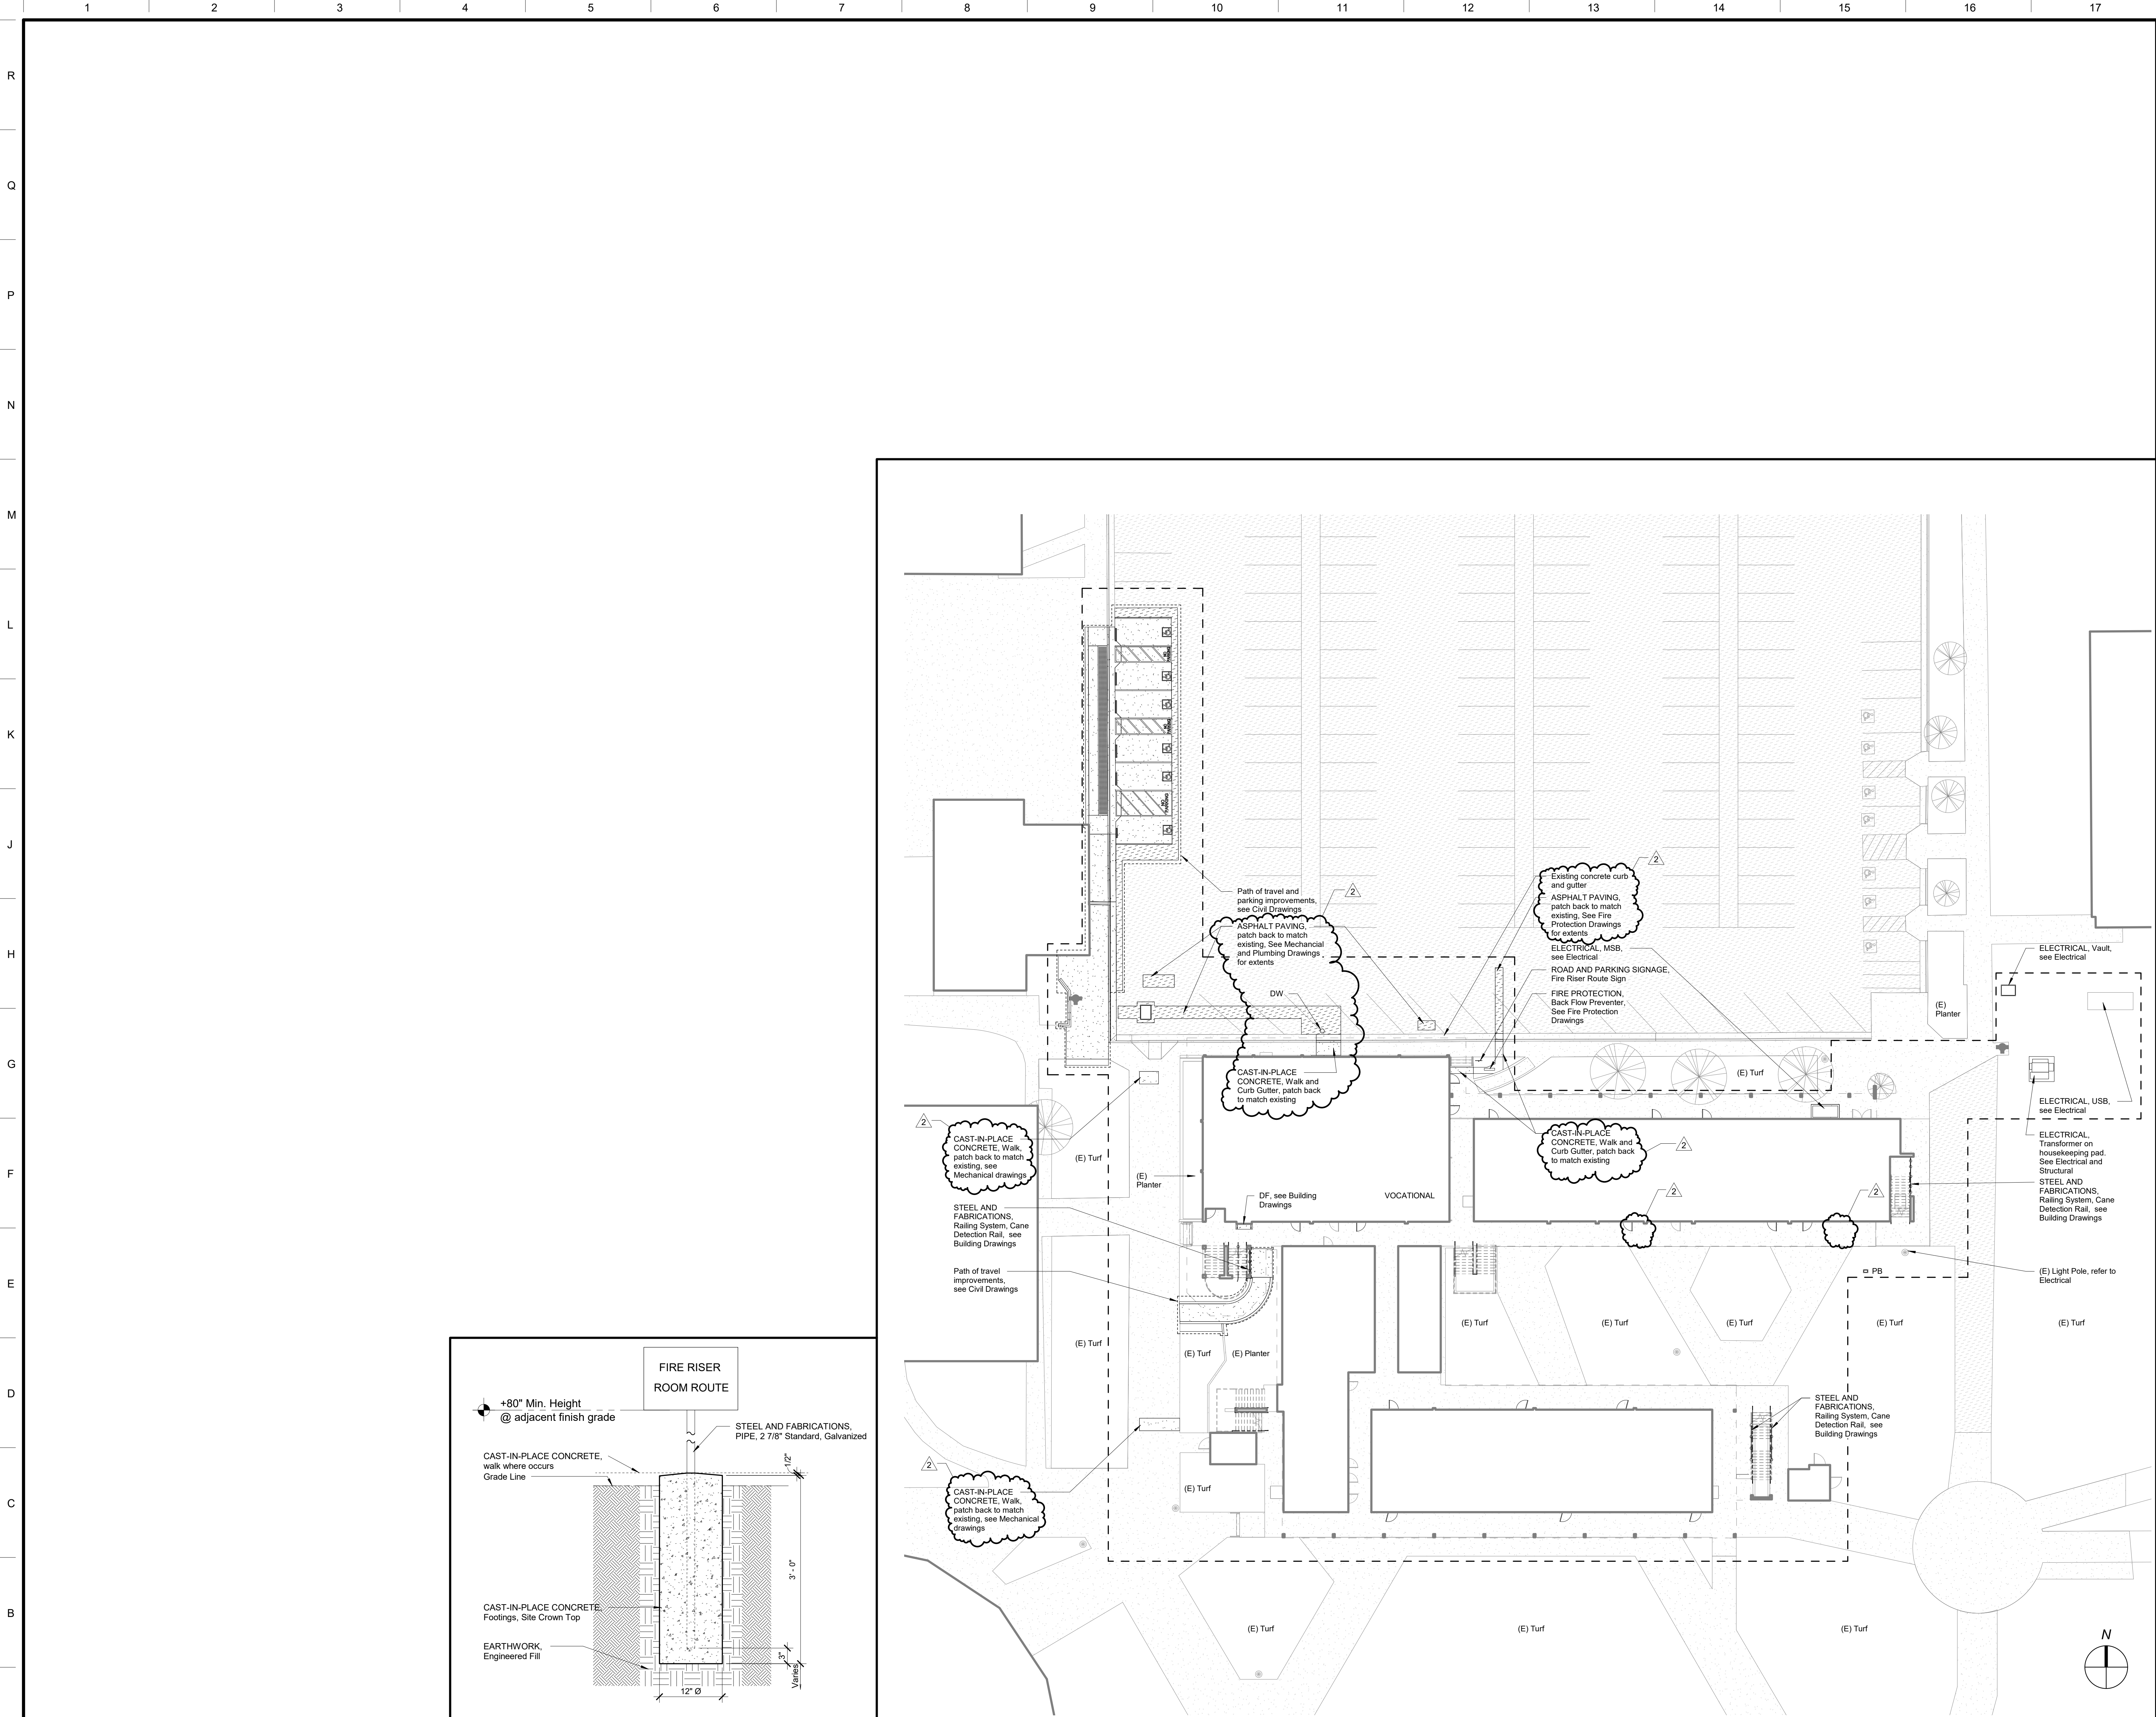 1 2 3 4 5 6 7 8 9 10 11 12 13 14 15 16 17
R
Q
P
N
M
L
K
J
H
G
F
E
D
C
B
NO PARKING
NO PARKING
NO PARKING
Path of travel and
parking improvements,
see Civil Drawings
2
ASPHALT PAVING,
patch back to match
existing, See Mechancial
and Plumbing Drawings
for extents
DW
CAST-IN-PLACE
CONCRETE, Walk and
Curb Gutter, patch back
to match existing
2
Existing concrete curb
and gutter
ASPHALT PAVING,
patch back to match
existing, See Fire
Protection Drawings
for extents
ELECTRICAL, MSB,
see Electrical
ROAD AND PARKING SIGNAGE,
Fire Riser Route Sign
FIRE PROTECTION,
Back Flow Preventer,
See Fire Protection
Drawings
(E)
Planter
ELECTRICAL, Vault,
see Electrical
(E) Turf
ELECTRICAL, USB,
see Electrical
ELECTRICAL,
Transformer on
housekeeping pad.
See Electrical and
Structural
STEEL AND
FABRICATIONS,
Railing System, Cane
Detection Rail, see
Building Drawings
2
CAST-IN-PLACE
CONCRETE, Walk,
patch back to match
existing, see
Mechanical drawings
(E) Turf
(E)
Planter
DF, see Building
Drawings
VOCATIONAL
CAST-IN-PLACE
CONCRETE, Walk and
Curb Gutter, patch back
to match existing
2
2
2
STEEL AND
FABRICATIONS,
Railing System, Cane
Detection Rail, see
Building Drawings
Path of travel
improvements,
see Civil Drawings
PB
(E) Light Pole, refer to
Electrical
(E) Turf
(E) Turf
(E) Planter
(E) Turf
(E) Turf
(E) Turf
(E) Turf
(E) Turf
STEEL AND
FABRICATIONS,
Railing System, Cane
Detection Rail, see
Building Drawings
2
CAST-IN-PLACE
CONCRETE, Walk,
patch back to match
existing, see Mechanical
drawings
(E) Turf
(E) Turf
(E) Turf
(E) Turf
N
FIRE RISER
ROOM ROUTE
+80" Min. Height
@ adjacent finish grade
STEEL AND FABRICATIONS,
PIPE, 2 7/8" Standard, Galvanized
CAST-IN-PLACE CONCRETE,
walk where occurs
Grade Line
1/2"
3' - 0"
CAST-IN-PLACE CONCRETE,
Footings, Site Crown Top
EARTHWORK,
Engineered Fill
3"
Varies
12" Ø